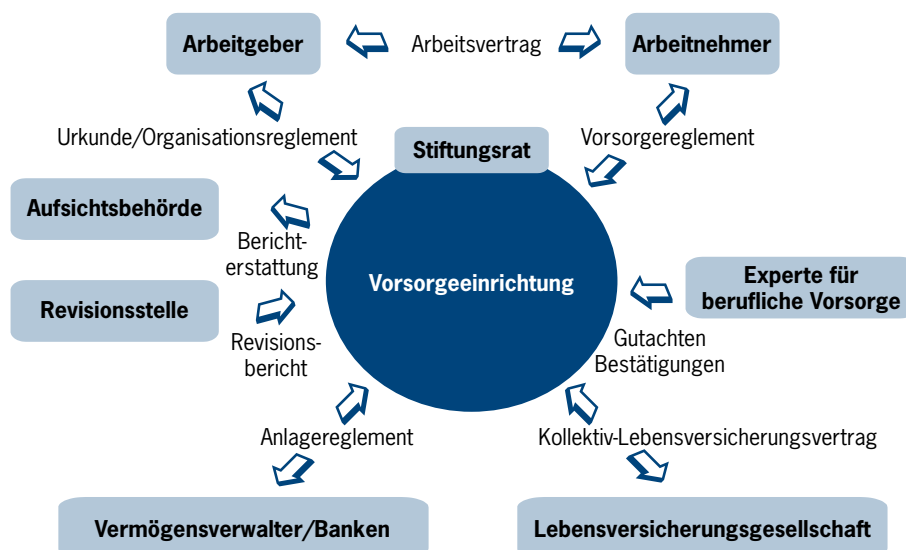 Arbeitgeber
Arbeitsvertrag
Arbeitnehmer
Urkunde/Organisationsreglement
Vorsorgereglement
Stiftungsrat
Aufsichtsbehörde
Bericht-
erstattung
Vorsorgeeinrichtung
Experte für
berufliche Vorsorge
Revisionsstelle
Revisions-
bericht
Gutachten
Bestätigungen
Anlagereglement
Kollektiv-Lebensversicherungsvertrag
Vermögensverwalter/Banken
Lebensversicherungsgesellschaft